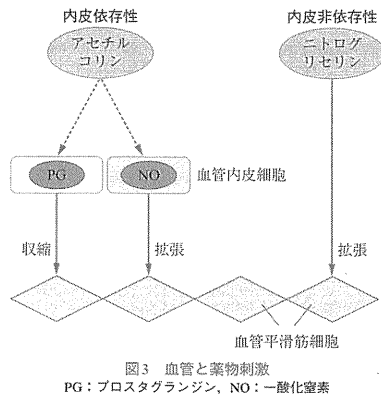 内皮依存性
内皮非依存性
アセチル
コリン
ニトログ
リセリン
PG
NO
血管内皮細胞
収縮
拡張
拡張
血管平滑筋細胞
図3 血管と薬物刺激
PG:プロスタグランジン,NO:一酸化窒素